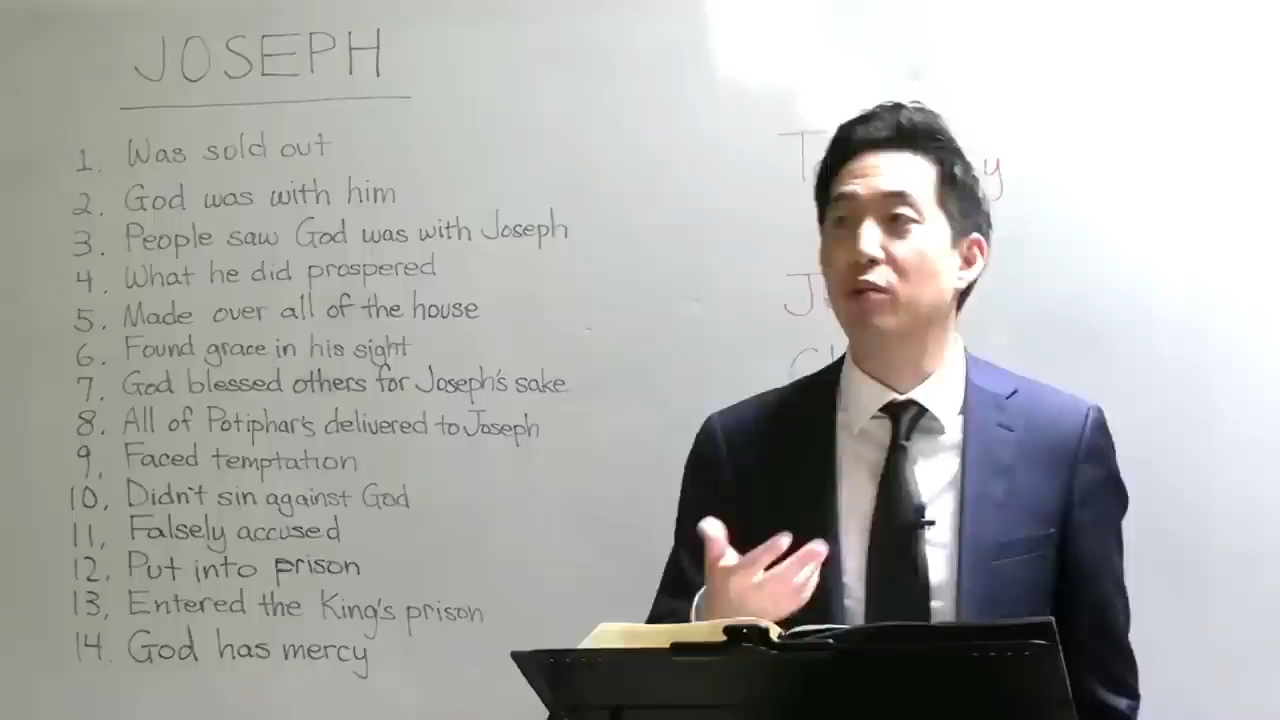 JOSEPH
1. Was sold out
2. God was with him
3. People saw God was with Joseph
4. What he did prospered
5. Made over all of the house
6. Found grace in his sight
7. God blessed others for Joseph's sake
8. All of Potiphar's delivered to Joseph
9. Faced temptation
10. Didn't sin against God
11. Falsely accused
12. Put into prison
13. Entered the King's prison
14. God has mercy